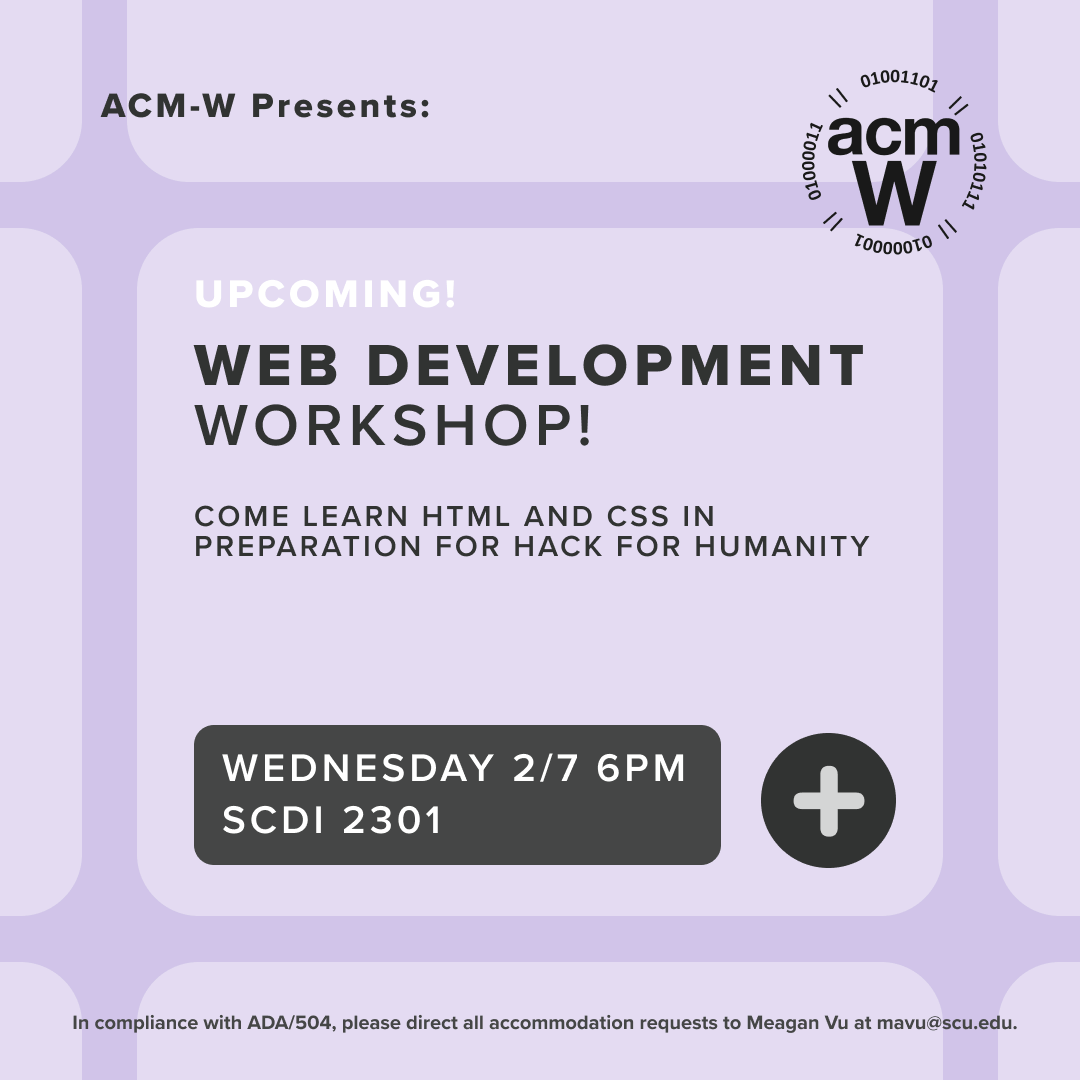 ACM-W Presents:
01001101
//
//
01000011
acm
01010111
W
//
//
01000001
UPCOMING!
WEB DEVELOPMENT
WORKSHOP!
COME LEARN HTML AND CSS IN
PREPARATION FOR HACK FOR HUMANITY
WEDNESDAY 2/7 6PM
SCDI 2301
In compliance with ADA/504, please direct all accommodation requests to Meagan Vu at mavu@scu.edu.